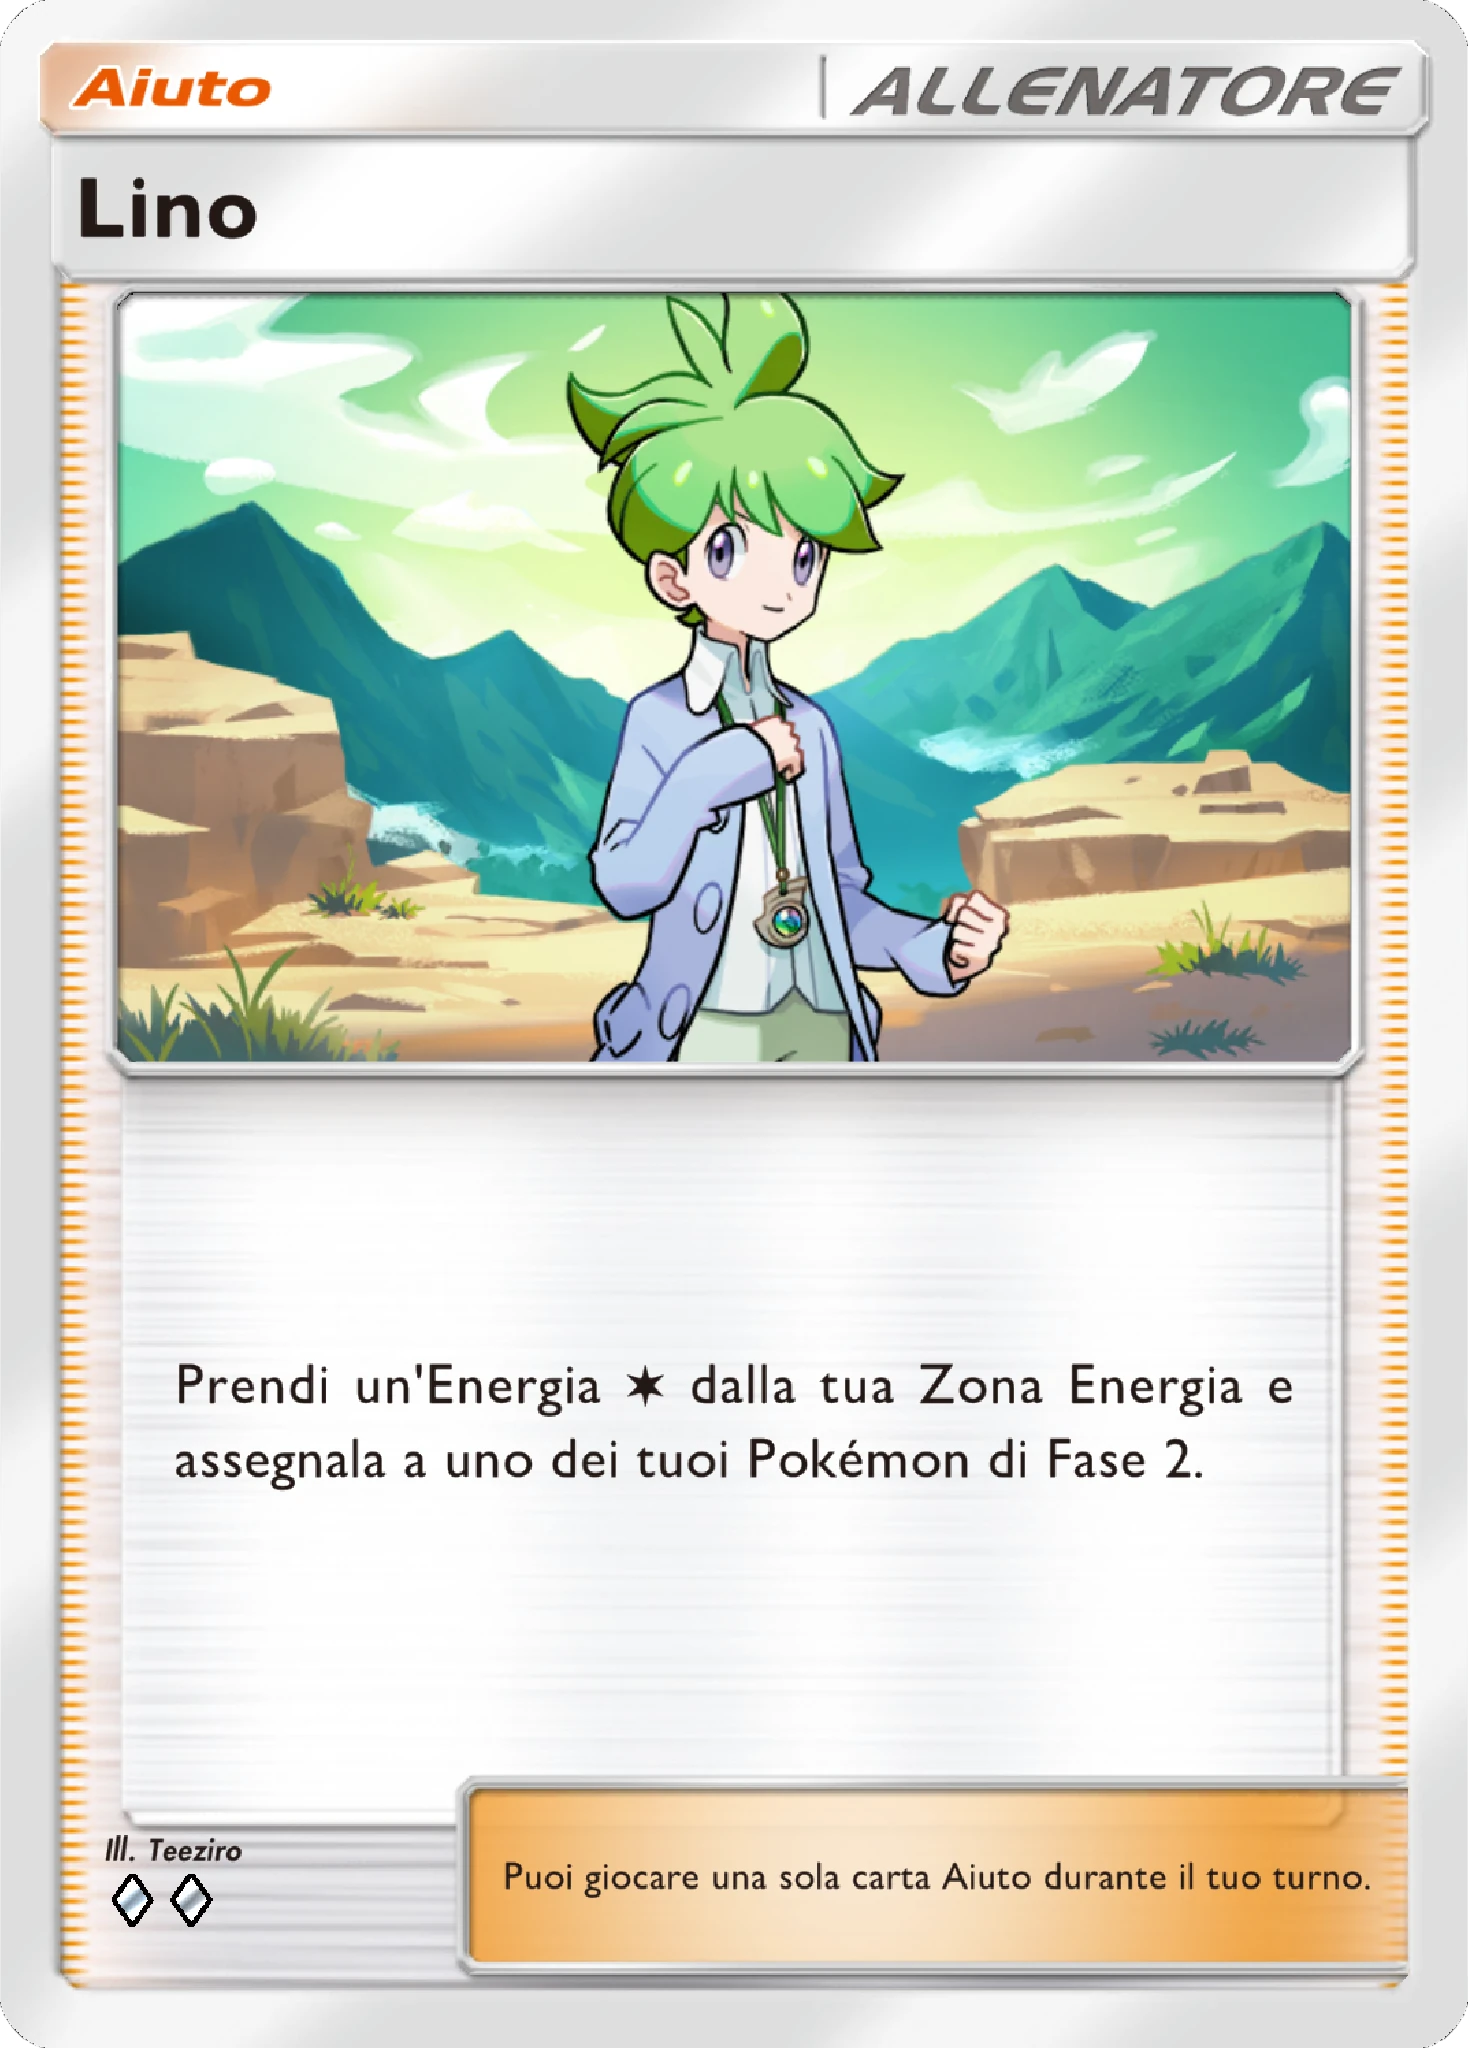 Aiuto
ALLENATORE
Lino
Prendi un'Energia ✶ dalla tua Zona Energia e
assegnala a uno dei tuoi Pokémon di Fase 2.
Ill. Teeziro
Puoi giocare una sola carta Aiuto durante il tuo turno.